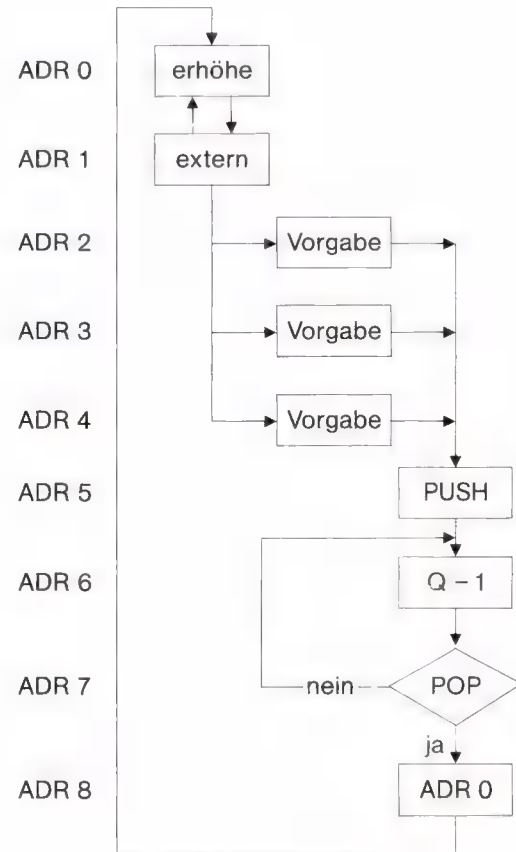 ADR 0 erhöhe
ADR 1 extern
ADR 2 Vorgabe
ADR 3 Vorgabe
ADR 4 Vorgabe
ADR 5 PUSH
ADR 6 Q – 1
ADR 7 nein POP
ja
ADR 8 ADR 0